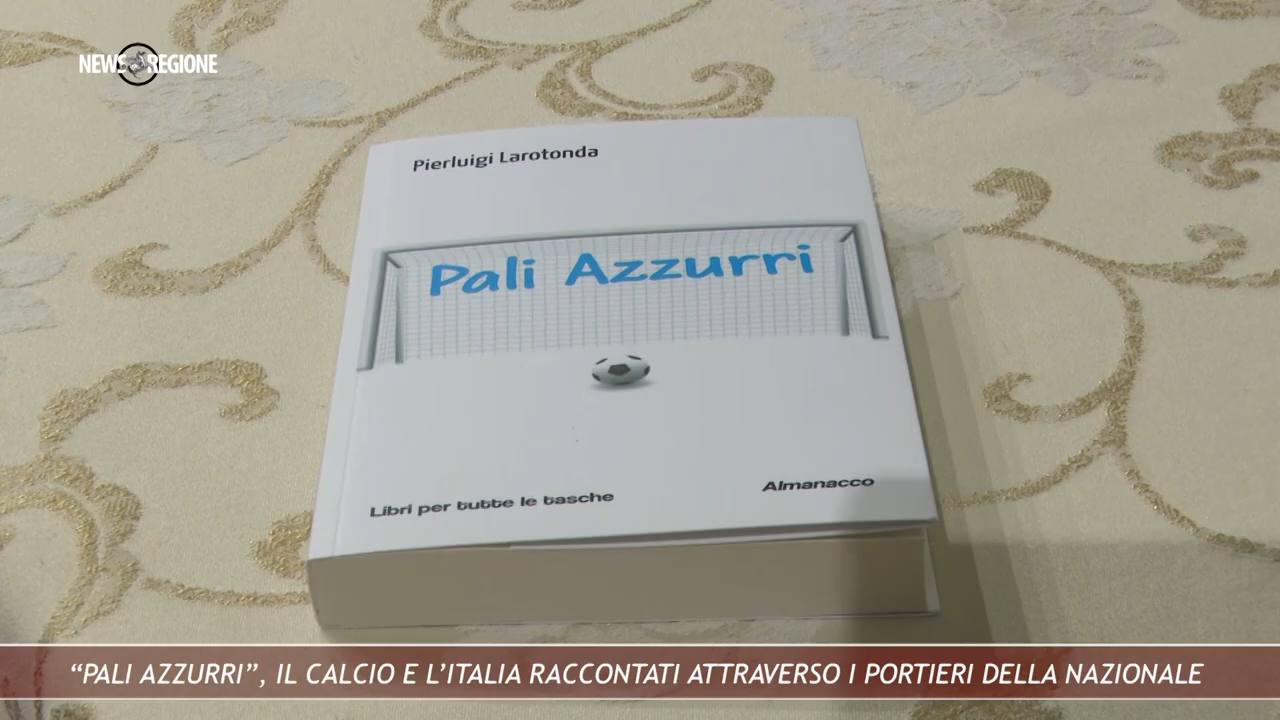 NEWS REGIONE
Pierluigi Larotonda
Pali Azzurri
Libri per tutte le tasche
Almanacco
“PALI AZZURRI”, IL CALCIO E L’ITALIA RACCONTATI ATTRAVERSO I PORTIERI DELLA NAZIONALE